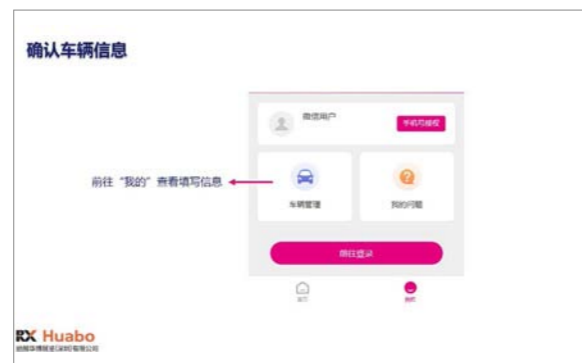 确认车辆信息
微信用户
手机号授权
前往“我的”查看填写信息
车辆管理
我的问题
前往登录
首页
我的
RX Huabo